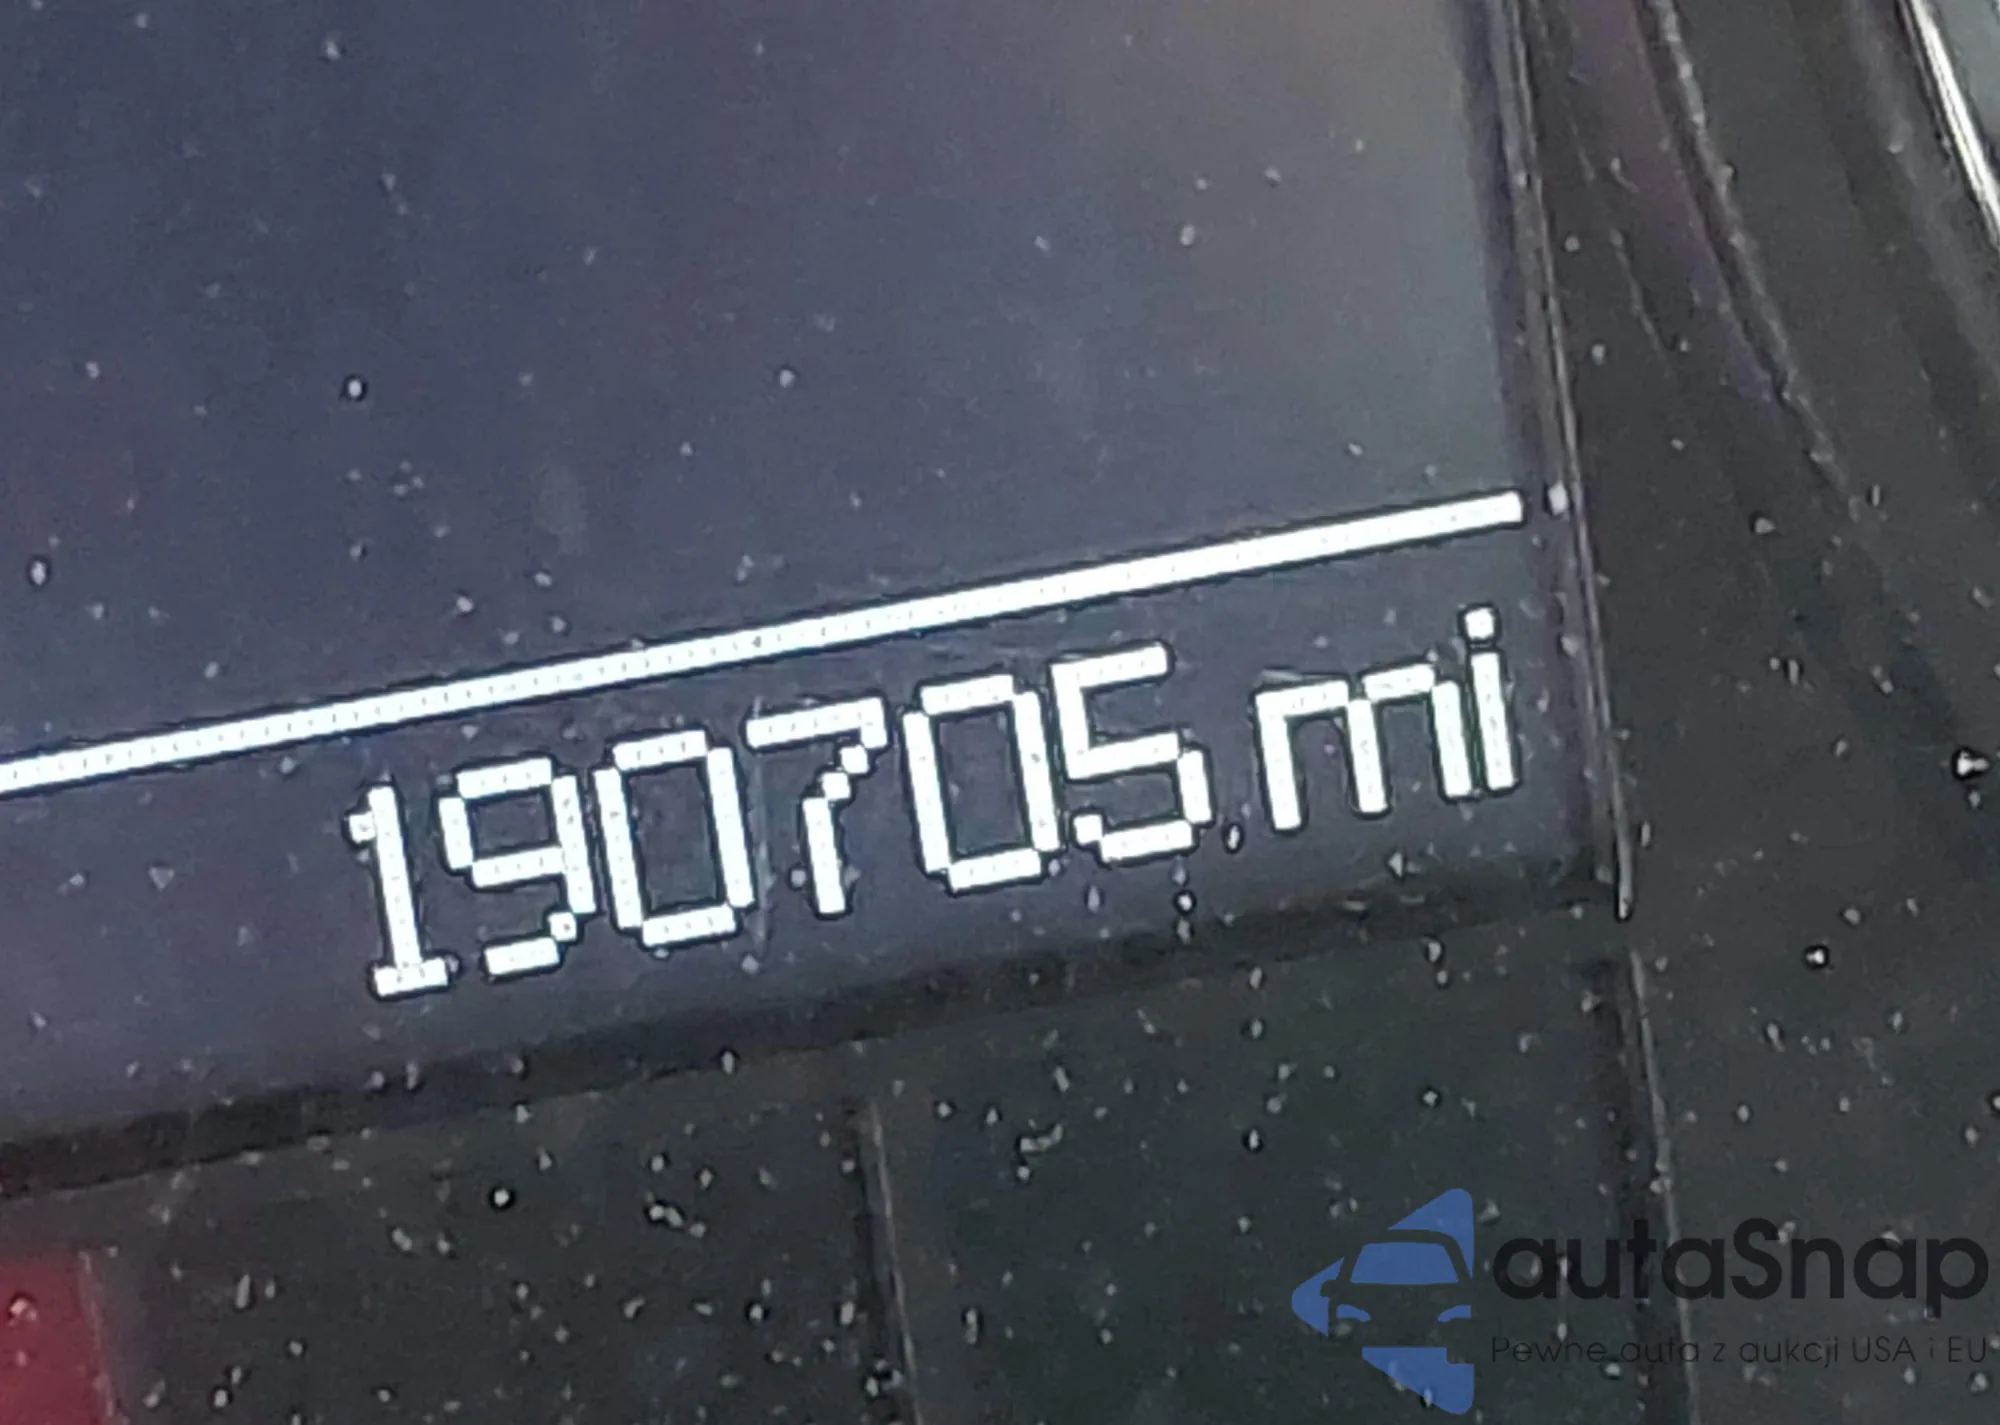 190705 mi
autaSnap
Pewne auta z aukcji USA i EU